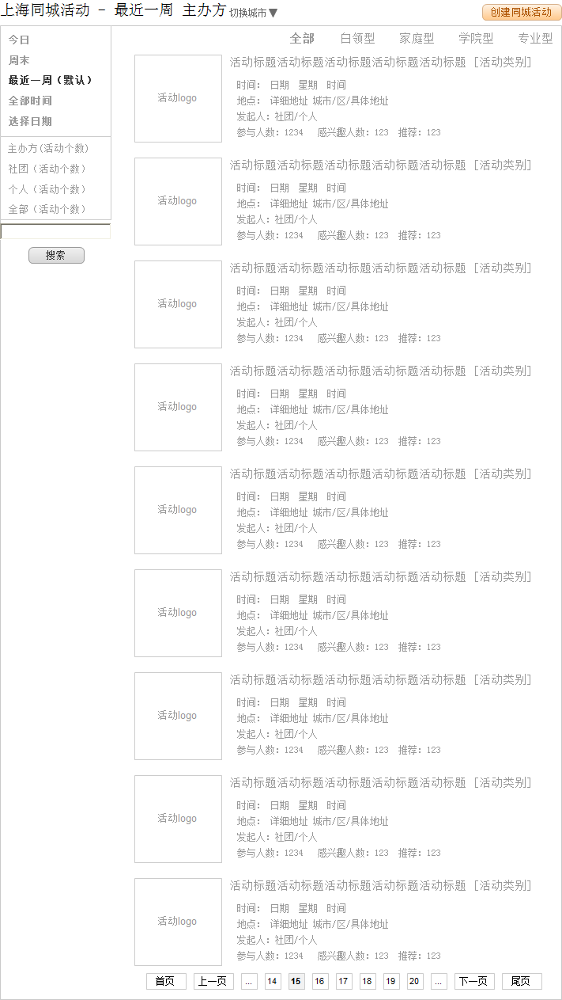 上海同城活动 - 最近一周 主办方 切换城市▼ 创建同城活动
今日
周末
最近一周（默认）
全部时间
选择日期
主办方(活动个数)
社团（活动个数）
个人（活动个数）
全部（活动个数）
搜索
全部 白领型 家庭型 学院型 专业型
活动logo
活动标题活动标题活动标题活动标题活动标题 [活动类别]
时间： 日期 星期 时间
地点： 详细地址 城市/区/具体地址
发起人：社团/个人
参与人数：1234 感兴趣人数：123 推荐：123
活动logo
活动标题活动标题活动标题活动标题活动标题 [活动类别]
时间： 日期 星期 时间
地点： 详细地址 城市/区/具体地址
发起人：社团/个人
参与人数：1234 感兴趣人数：123 推荐：123
活动logo
活动标题活动标题活动标题活动标题活动标题 [活动类别]
时间： 日期 星期 时间
地点： 详细地址 城市/区/具体地址
发起人：社团/个人
参与人数：1234 感兴趣人数：123 推荐：123
活动logo
活动标题活动标题活动标题活动标题活动标题 [活动类别]
时间： 日期 星期 时间
地点： 详细地址 城市/区/具体地址
发起人：社团/个人
参与人数：1234 感兴趣人数：123 推荐：123
活动logo
活动标题活动标题活动标题活动标题活动标题 [活动类别]
时间： 日期 星期 时间
地点： 详细地址 城市/区/具体地址
发起人：社团/个人
参与人数：1234 感兴趣人数：123 推荐：123
活动logo
活动标题活动标题活动标题活动标题活动标题 [活动类别]
时间： 日期 星期 时间
地点： 详细地址 城市/区/具体地址
发起人：社团/个人
参与人数：1234 感兴趣人数：123 推荐：123
活动logo
活动标题活动标题活动标题活动标题活动标题 [活动类别]
时间： 日期 星期 时间
地点： 详细地址 城市/区/具体地址
发起人：社团/个人
参与人数：1234 感兴趣人数：123 推荐：123
活动logo
活动标题活动标题活动标题活动标题活动标题 [活动类别]
时间： 日期 星期 时间
地点： 详细地址 城市/区/具体地址
发起人：社团/个人
参与人数：1234 感兴趣人数：123 推荐：123
活动logo
活动标题活动标题活动标题活动标题活动标题 [活动类别]
时间： 日期 星期 时间
地点： 详细地址 城市/区/具体地址
发起人：社团/个人
参与人数：1234 感兴趣人数：123 推荐：123
首页 上一页 ... 14 15 16 17 18 19 20 ... 下一页 尾页